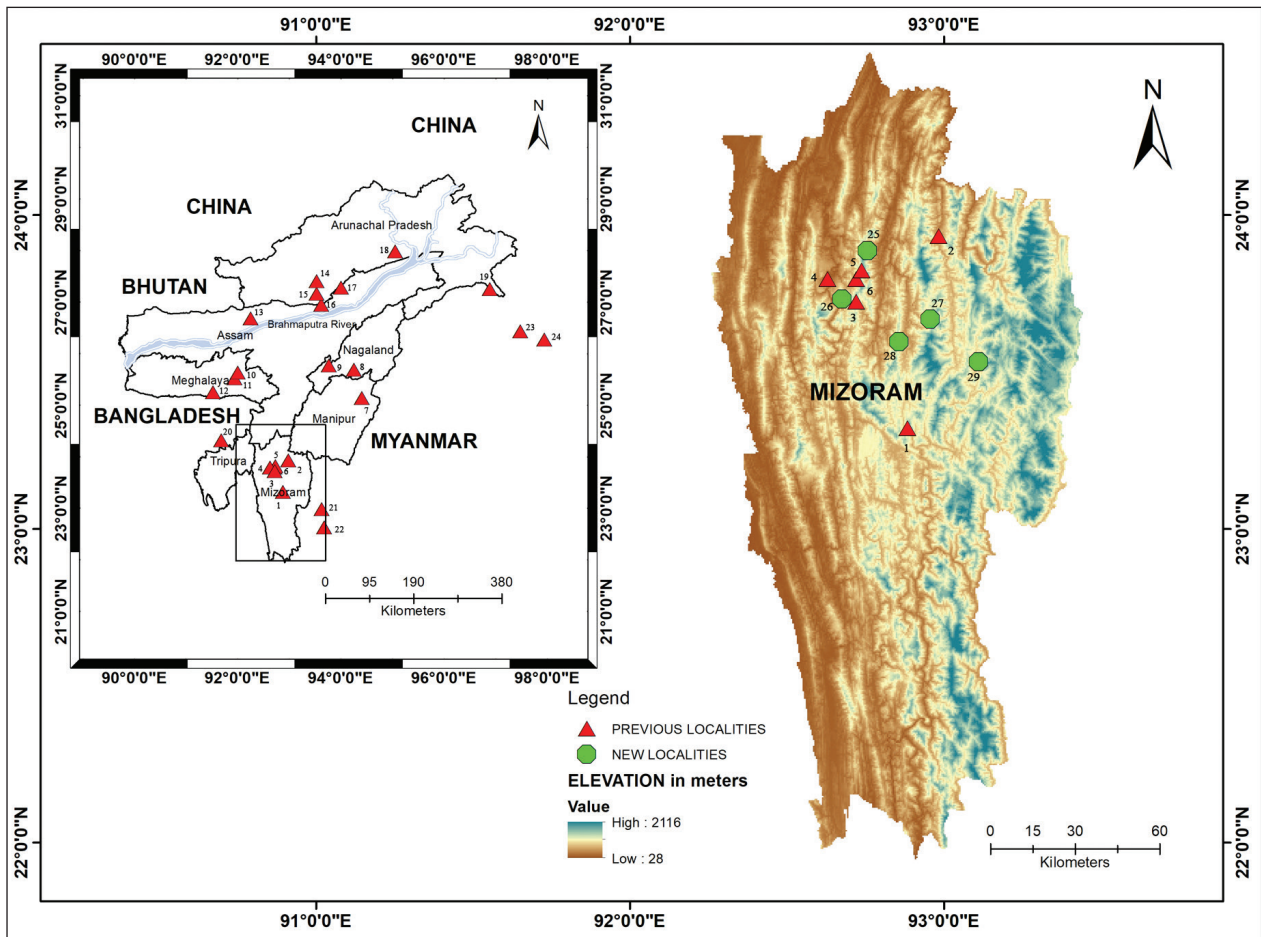 91°0'0"E
92°0'0"E
93°0'0"E
90°0'0"E
92°0'0"E
94°0'0"E
96°0'0"E
98°0'0"E
31°0'0"N
29°0'0"N
27°0'0"N
25°0'0"N
23°0'0"N
21°0'0"N
24°0'0"N
23°0'0"N
22°0'0"N
CHINA
N
CHINA
Arunachal Pradesh
18
BHUTAN
14
15
17
16
19
13
Assam
Brahmaputra River
23
24
Nagaland
9
8
Meghalaya
10
11
12
7
BANGLADESH
Manipur
MYANMAR
20
Tripura
5
4
6
2
3
Mizoram
1
21
22
0
95
190
380
Kilometers
31°0'0"N
29°0'0"N
27°0'0"N
25°0'0"N
23°0'0"N
21°0'0"N
90°0'0"E
92°0'0"E
94°0'0"E
96°0'0"E
98°0'0"E
N
25
2
5
4
6
26
3
27
28
29
MIZORAM
1
Legend
PREVIOUS LOCALITIES
NEW LOCALITIES
ELEVATION in meters
Value
High : 2116
Low : 28
0
15
30
60
Kilometers
24°0'0"N
23°0'0"N
22°0'0"N
91°0'0"E
92°0'0"E
93°0'0"E